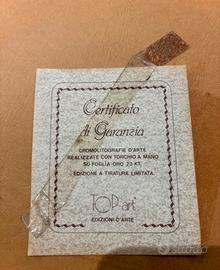 Certificato
di Garanzia
CROMOLITOGRAFIE D'ARTE
REALIZZATE CON TORCHIO A MANO
SU FOGLIA ORO 23 KT.
EDIZIONE A TIRATURA LIMITATA.
TOP art
EDIZIONI D'ARTE
subito